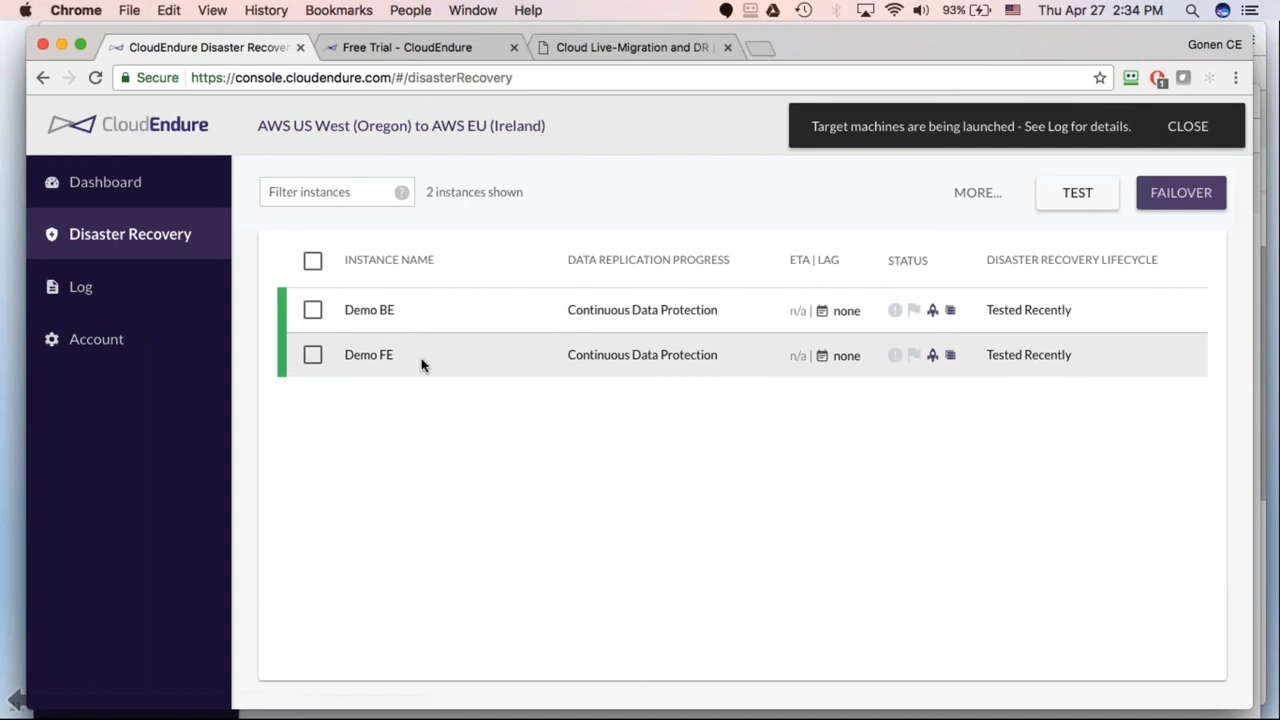 Chrome File Edit View History Bookmarks People Window Help 93% Thu Apr 27 2:34 PM
CloudEndure Disaster Recover Free Trial - CloudEndure Cloud Live-Migration and DR Gonen CE
Secure https://console.cloudendure.com/#/disasterRecovery
CloudEndure AWS US West (Oregon) to AWS EU (Ireland) Target machines are being launched - See Log for details. CLOSE
Dashboard
Disaster Recovery
Log
Account
Filter instances ? 2 instances shown MORE... TEST FAILOVER
INSTANCE NAME DATA REPLICATION PROGRESS ETA | LAG STATUS DISASTER RECOVERY LIFECYCLE
Demo BE Continuous Data Protection n/a | none Tested Recently
Demo FE Continuous Data Protection n/a | none Tested Recently